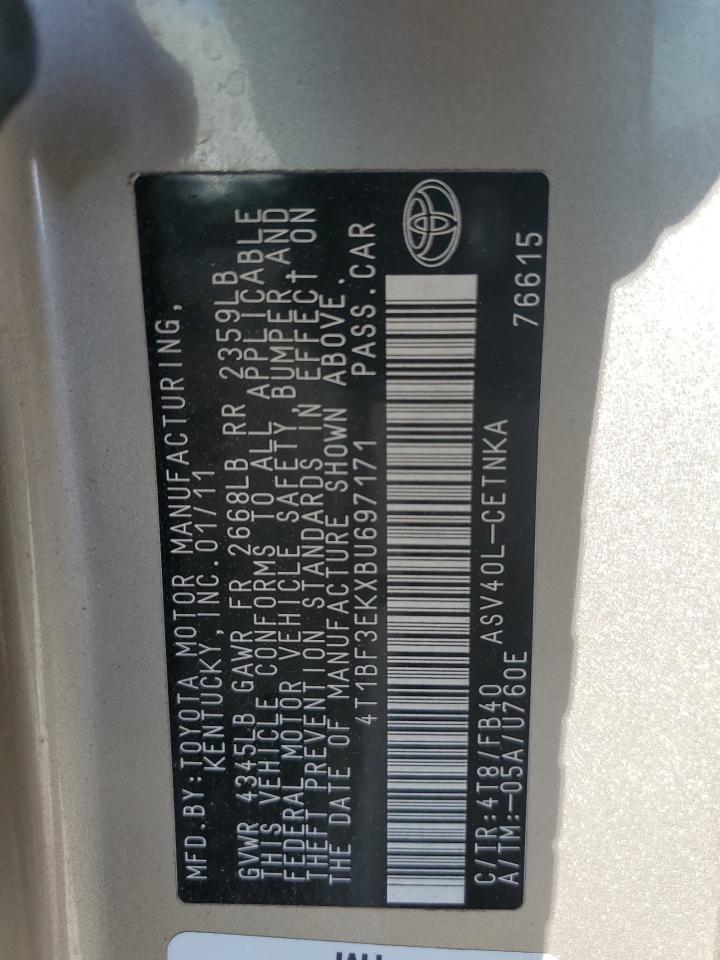 MFD.BY:TOYOTA MOTOR MANUFACTURING,
KENTUCKY,INC.01/11
GVWR 4345LB GAWR FR 2668LB RR 2359LB
THIS VEHICLE CONFORMS TO ALL APPLICABLE
FEDERAL MOTOR VEHICLE SAFETY, BUMPER, AND
THEFT PREVENTION STANDARDS IN EFFECT ON
THE DATE OF MANUFACTURE SHOWN ABOVE.
4T1BF3EKXBU697171 PASS.CAR
C/TR:4T8/FB40 ASV40L-CETNKA
A/TM:-05A/U760E 76615